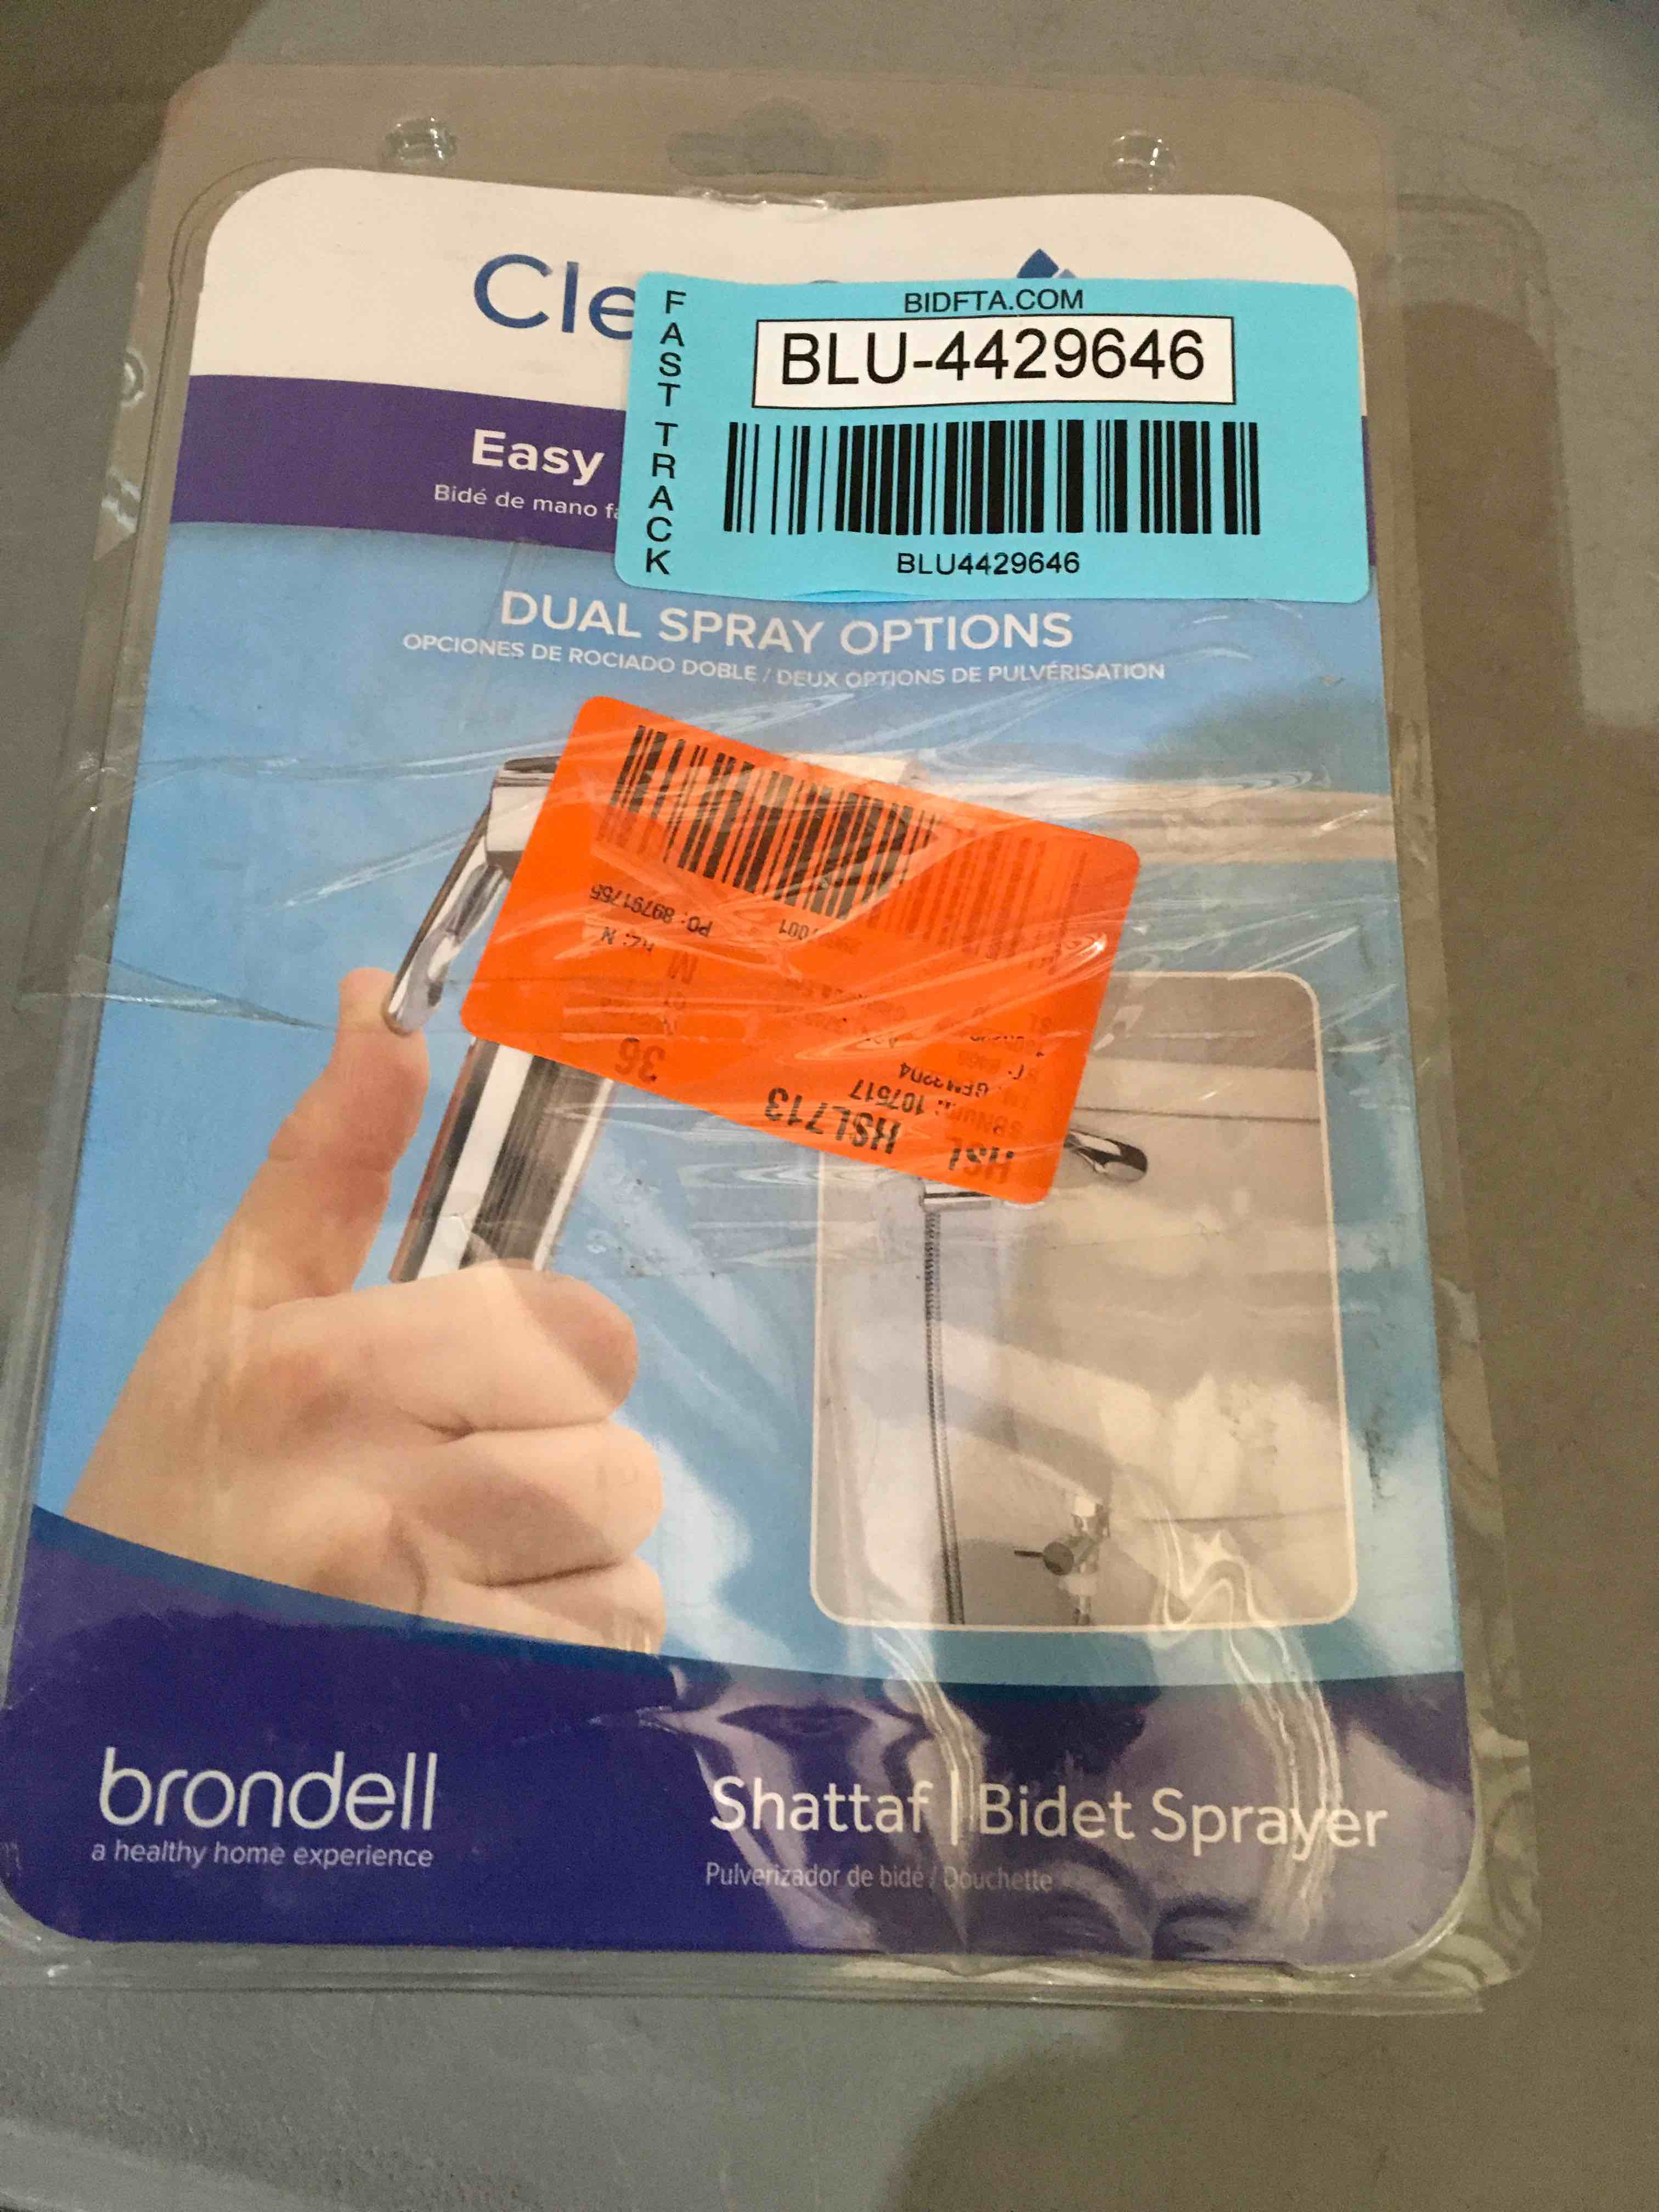 Cle
Easy
Bidé de mano fa
FAST TRACK
BIDFTA.COM
BLU-4429646
BLU4429646
DUAL SPRAY OPTIONS
OPCIONES DE ROCIADO DOBLE / DEUX OPTIONS DE PULVÉRISATION
HSL HSL713 36
107517
PO: 89791755
brondell
a healthy home experience
Shattaf | Bidet Sprayer
Pulverizador de bidé / Douchette